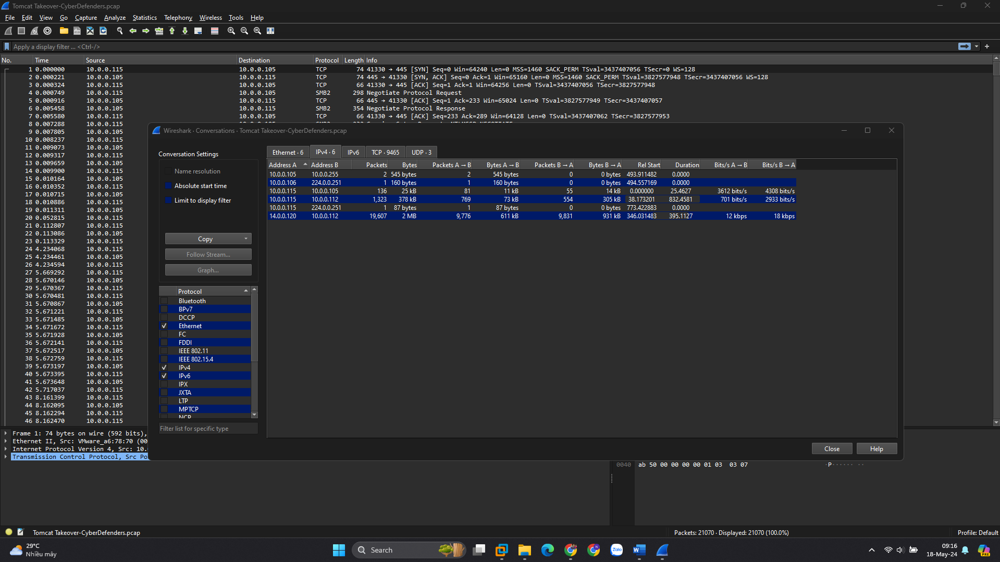 Tomcat Takeover-CyberDefenders.pcap
File Edit View Go Capture Analyze Statistics Telephony Wireless Tools Help
Apply a display filter ... <Ctrl-/>
No. Time Source Destination Protocol Length Info
1 0.000000 10.0.0.115 10.0.0.105 TCP 74 41330 → 445 [SYN] Seq=0 Win=64240 Len=0 MSS=1460 SACK_PERM TSval=3437407056 TSecr=0 WS=128
2 0.000221 10.0.0.105 10.0.0.115 TCP 74 445 → 41330 [SYN, ACK] Seq=0 Ack=1 Win=65160 Len=0 MSS=1460 SACK_PERM TSval=3827577948 TSecr=3437407056 WS=128
3 0.000324 10.0.0.115 10.0.0.105 TCP 66 41330 → 445 [ACK] Seq=1 Ack=1 Win=64256 Len=0 TSval=3437407056 TSecr=3827577948
4 0.000749 10.0.0.115 10.0.0.105 SMB2 298 Negotiate Protocol Request
5 0.000916 10.0.0.105 10.0.0.115 TCP 66 445 → 41330 [ACK] Seq=1 Ack=233 Win=65024 Len=0 TSval=3827577949 TSecr=3437407057
6 0.005458 10.0.0.105 10.0.0.115 SMB2 354 Negotiate Protocol Response
7 0.005580 10.0.0.115 10.0.0.105 TCP 66 41330 → 445 [ACK] Seq=233 Ack=289 Win=64128 Len=0 TSval=3437407062 TSecr=3827577953
8 0.007288 10.0.0.115
9 0.007805 10.0.0.105
10 0.008237 10.0.0.115
11 0.009073 10.0.0.105
12 0.009317 10.0.0.115
13 0.009659 10.0.0.105
14 0.009900 10.0.0.115
15 0.010164 10.0.0.105
16 0.010352 10.0.0.115
17 0.010715 10.0.0.105
18 0.010886 10.0.0.115
19 0.011311 10.0.0.105
20 0.052815 10.0.0.115
21 0.112807 10.0.0.115
22 0.113086 10.0.0.105
23 0.113329 10.0.0.115
24 4.234068 10.0.0.115
25 4.234461 10.0.0.105
26 4.234594 10.0.0.115
27 5.669292 10.0.0.115
28 5.670146 10.0.0.105
29 5.670367 10.0.0.115
30 5.670481 10.0.0.115
31 5.670867 10.0.0.105
32 5.671221 10.0.0.115
33 5.671485 10.0.0.105
34 5.671672 10.0.0.115
35 5.671928 10.0.0.105
36 5.672141 10.0.0.115
37 5.672517 10.0.0.105
38 5.672759 10.0.0.115
39 5.673197 10.0.0.105
40 5.673395 10.0.0.115
41 5.673648 10.0.0.105
42 5.717037 10.0.0.115
43 8.161399 10.0.0.115
44 8.162095 10.0.0.105
45 8.162294 10.0.0.115
46 8.162470 10.0.0.115
Wireshark · Conversations · Tomcat Takeover-CyberDefenders.pcap
Conversation Settings
Name resolution
Absolute start time
Limit to display filter
Copy
Follow Stream...
Graph...
Protocol
Bluetooth
BPv7
DCCP
Ethernet
FC
FDDI
IEEE 802.11
IEEE 802.15.4
IPv4
IPv6
IPX
JXTA
LTP
MPTCP
NCP
Filter list for specific type
Ethernet · 6 IPv4 · 6 IPv6 TCP · 9465 UDP · 3
Address A Address B Packets Bytes Packets A → B Bytes A → B Packets B → A Bytes B → A Rel Start Duration Bits/s A → B Bits/s B → A
10.0.0.105 10.0.0.255 2 545 bytes 2 545 bytes 0 0 bytes 493.911482 0.0000
10.0.0.106 224.0.0.251 1 160 bytes 1 160 bytes 0 0 bytes 494.557169 0.0000
10.0.0.115 10.0.0.105 136 25 kB 81 11 kB 55 14 kB 0.000000 25.4627 3612 bits/s 4308 bits/s
10.0.0.115 10.0.0.112 1,323 378 kB 769 73 kB 554 305 kB 38.173201 832.4581 701 bits/s 2933 bits/s
10.0.0.115 224.0.0.251 1 87 bytes 1 87 bytes 0 0 bytes 773.422883 0.0000
14.0.0.120 10.0.0.112 19,607 2 MB 9,776 611 kB 9,831 931 kB 346.031483 395.1127 12 kbps 18 kbps
Close Help
Frame 1: 74 bytes on wire (592 bits),
Ethernet II, Src: VMware_a6:78:70 (00
Internet Protocol Version 4, Src: 10.
Transmission Control Protocol, Src Po
0040 ab 50 00 00 00 00 01 03 03 07 ·P······ ··
Tomcat Takeover-CyberDefenders.pcap
Packets: 21070 · Displayed: 21070 (100.0%)
Profile: Default
29°C
Nhiều mây
Search
Zalo
09:16
18-May-24
PRE